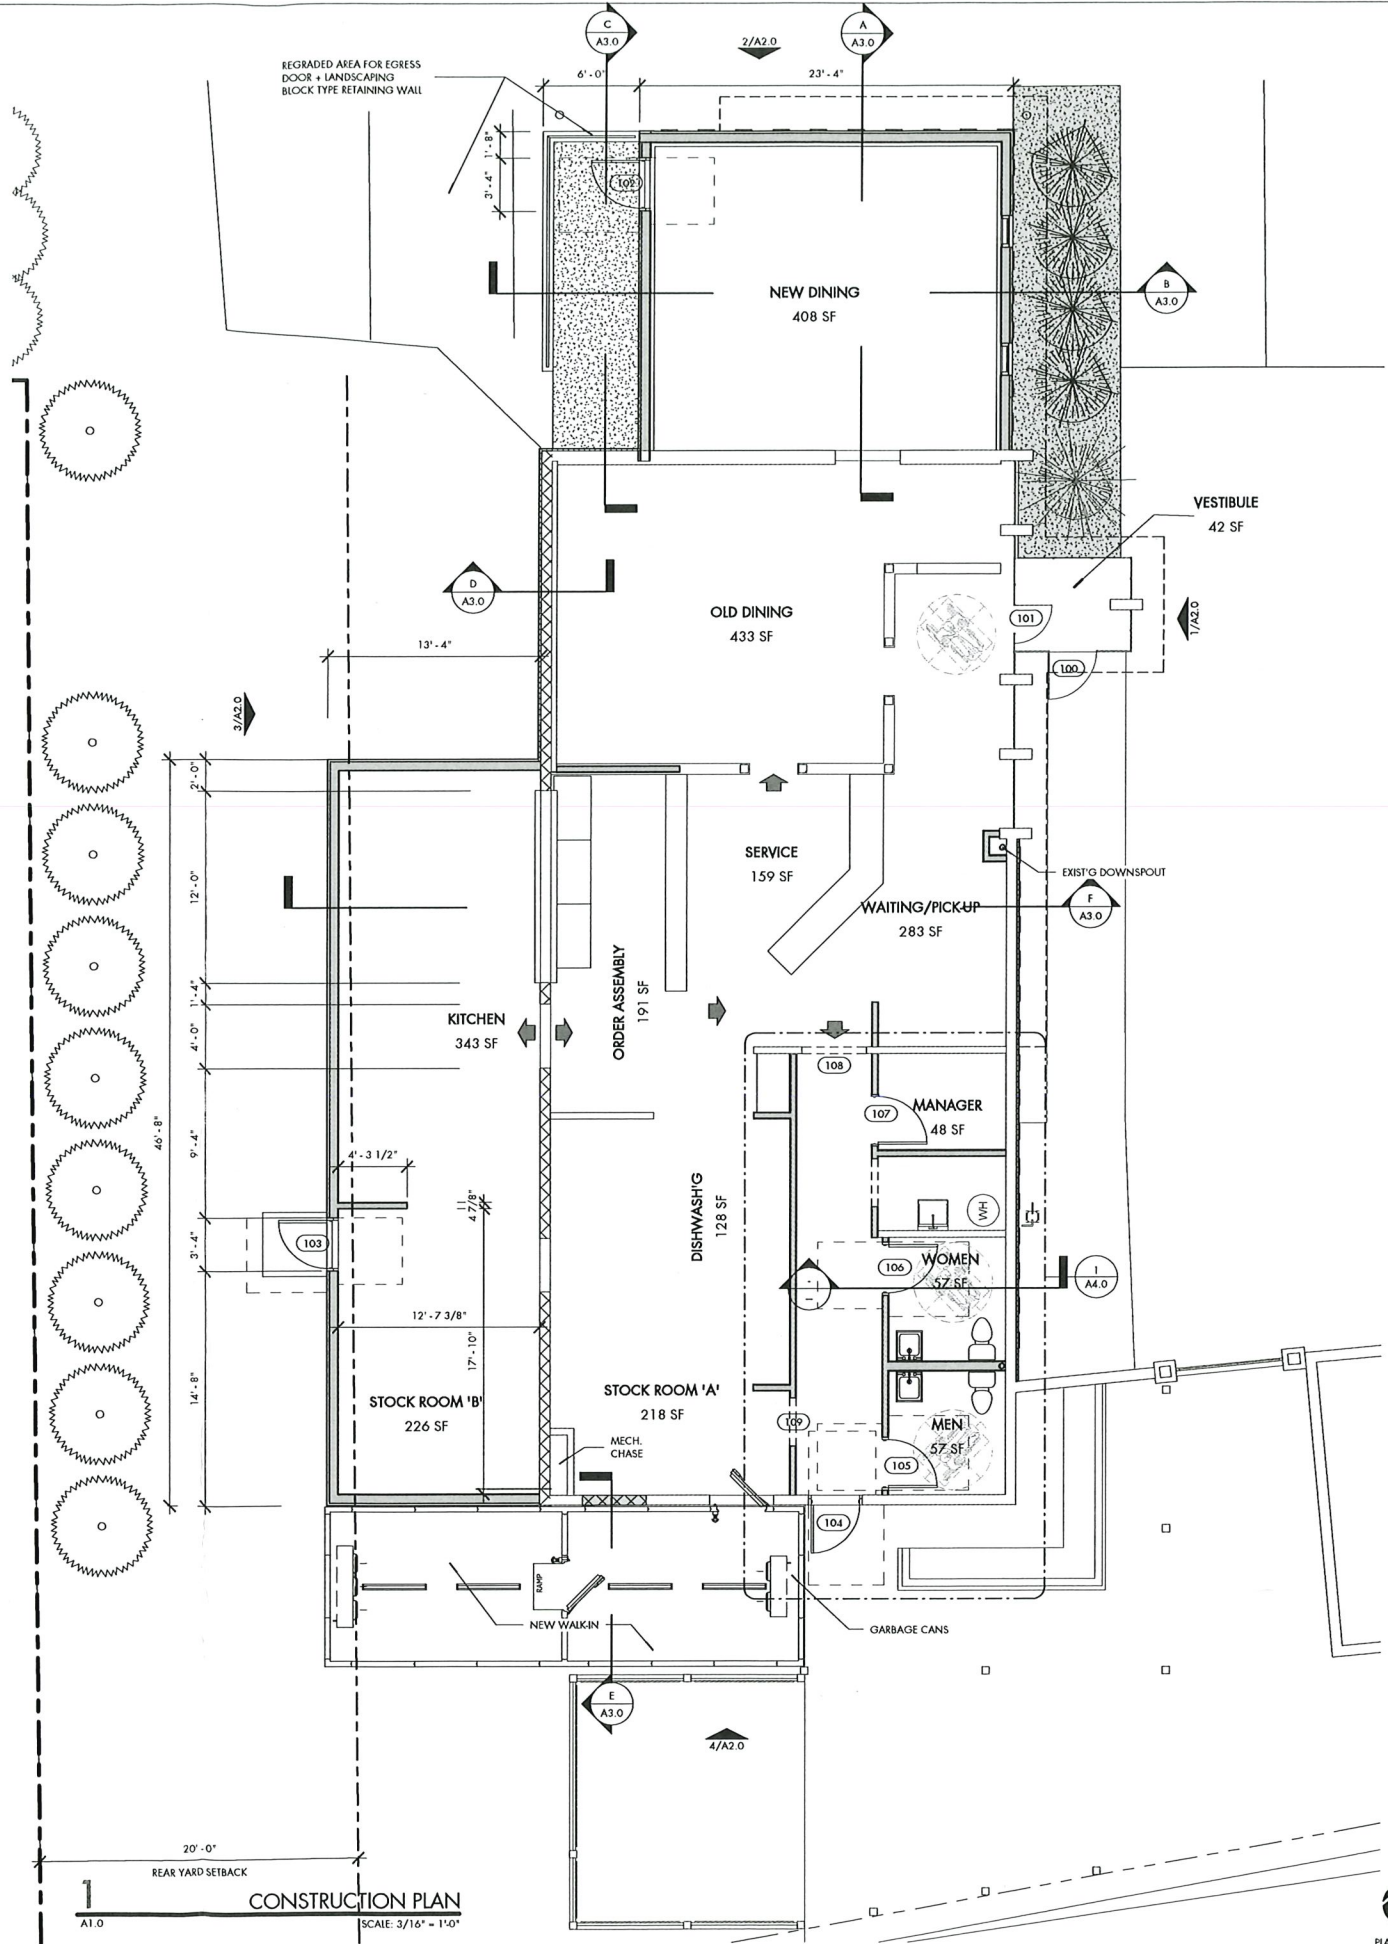 C
A3.0
A
A3.0
2/A2.0
REGRADED AREA FOR EGRESS
DOOR + LANDSCAPING
BLOCK TYPE RETAINING WALL
6' - 0"
23' - 4"
1' - 8"
3' - 4"
102
NEW DINING
408 SF
B
A3.0
VESTIBULE
42 SF
D
A3.0
OLD DINING
433 SF
101
1/A2.0
13' - 4"
100
3/A2.0
2' - 0"
SERVICE
159 SF
EXIST'G DOWNSPOUT
12' - 0"
WAITING/PICK-UP
283 SF
F
A3.0
ORDER ASSEMBLY
191 SF
1' - 4"
KITCHEN
343 SF
4' - 0"
108
107
MANAGER
48 SF
46' - 8"
9' - 4"
4' - 3 1/2"
4 7/8"
DISHWASH'G
128 SF
WH
3' - 4"
103
106
WOMEN
57 SF
1
A4.0
12' - 7 3/8"
17' - 10"
14' - 8"
STOCK ROOM 'B'
226 SF
STOCK ROOM 'A'
218 SF
109
MEN
57 SF
MECH.
CHASE
105
104
RAMP
NEW WALK-IN
GARBAGE CANS
E
A3.0
4/A2.0
20' - 0"
REAR YARD SETBACK
1
CONSTRUCTION PLAN
A1.0
SCALE: 3/16" = 1'-0"